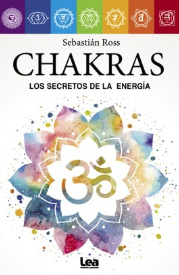 Sebastián Ross
CHAKRAS
LOS SECRETOS DE LA ENERGÍA
ॐ
Lea